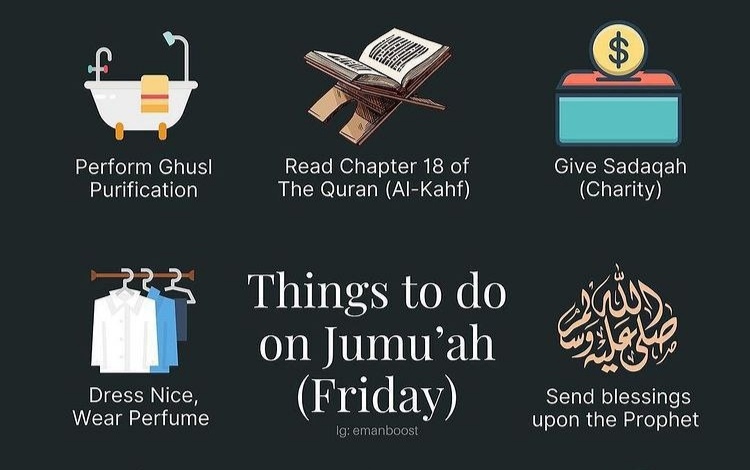 Perform Ghusl
Purification
Read Chapter 18 of
The Quran (Al-Kahf)
$
Give Sadaqah
(Charity)
Things to do
on Jumu’ah
(Friday)
Ig: emanboost
Dress Nice,
Wear Perfume
صلى الله عليه وسلم
Send blessings
upon the Prophet